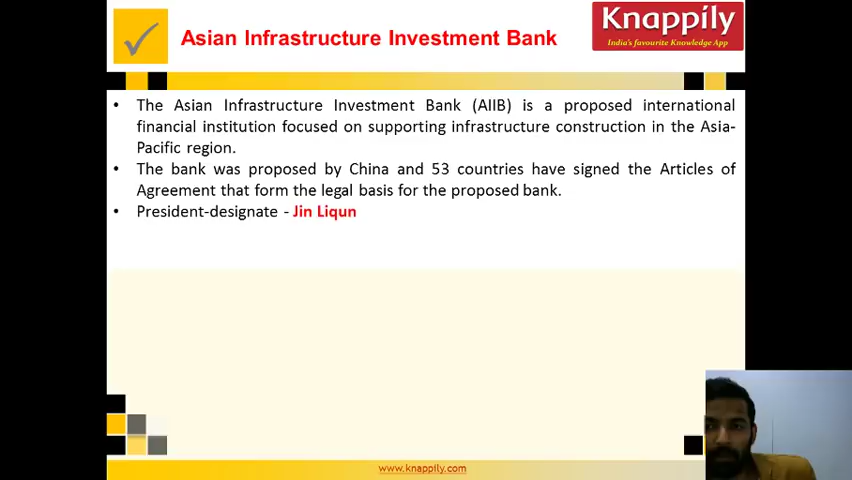 Asian Infrastructure Investment Bank
Knappily
India's favourite Knowledge App
• The Asian Infrastructure Investment Bank (AIIB) is a proposed international
financial institution focused on supporting infrastructure construction in the Asia-
Pacific region.
• The bank was proposed by China and 53 countries have signed the Articles of
Agreement that form the legal basis for the proposed bank.
• President-designate - Jin Liqun
www.knappily.com